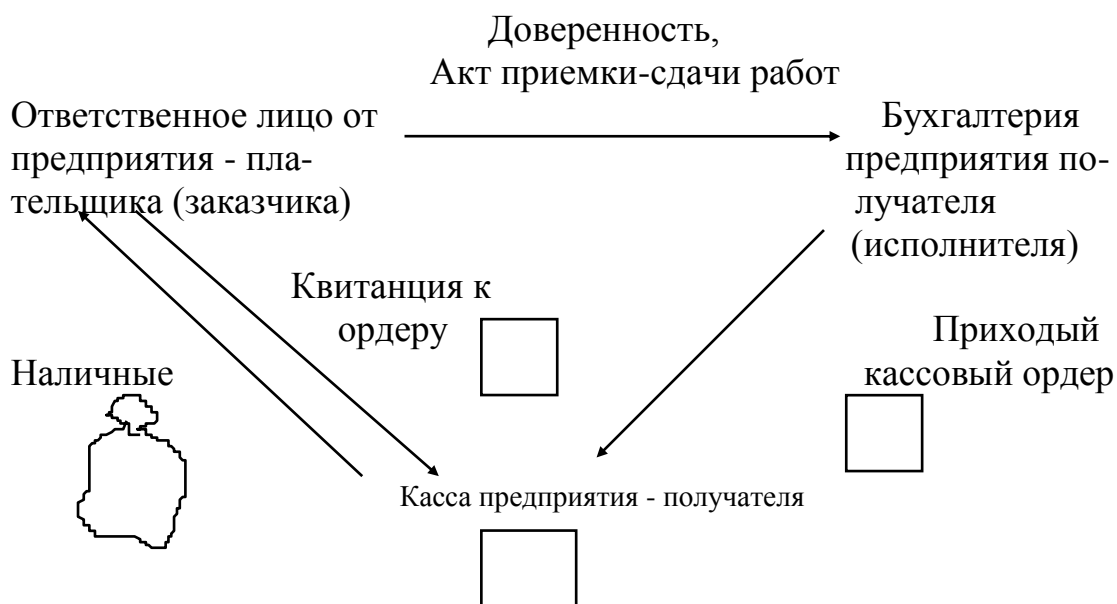 Доверенность,
Акт приемки-сдачи работ
Ответственное лицо от
предприятия - пла-
тельщика (заказчика)
Бухгалтерия
предприятия по-
лучателя
(исполнителя)
Квитанция к
ордеру
Приходый
кассовый ордер
Наличные
Касса предприятия - получателя